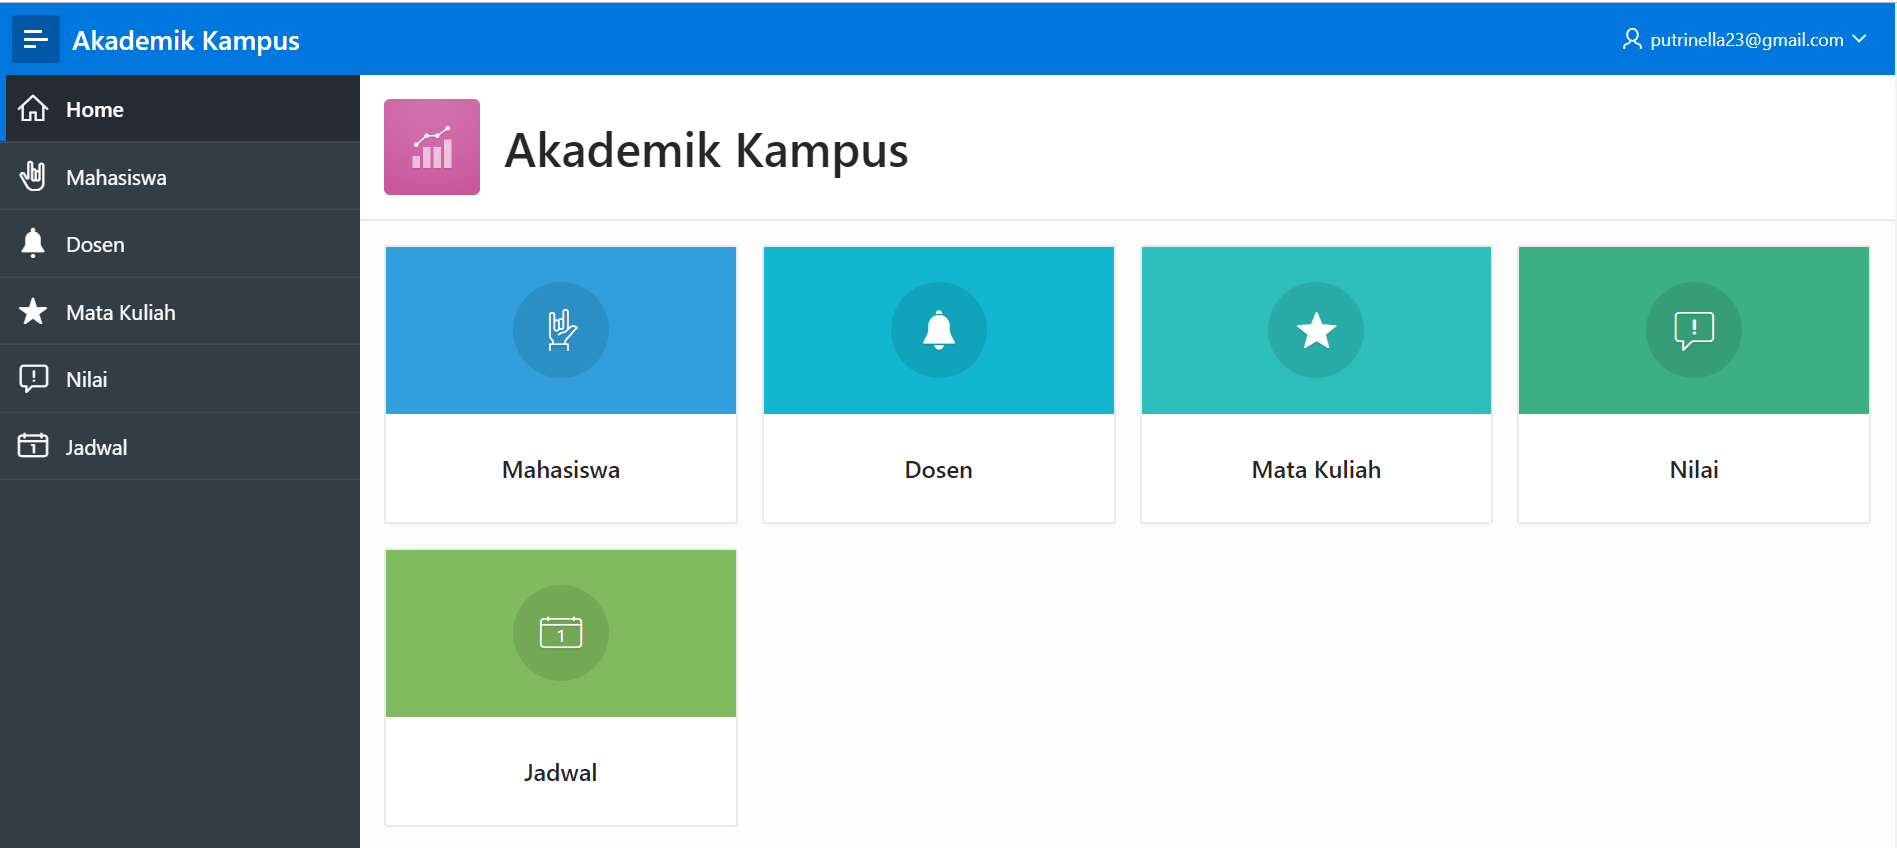 Akademik Kampus
putrinella23@gmail.com
Home
Mahasiswa
Dosen
Mata Kuliah
Nilai
1 Jadwal
Akademik Kampus
Mahasiswa
Dosen
Mata Kuliah
Nilai
1
Jadwal